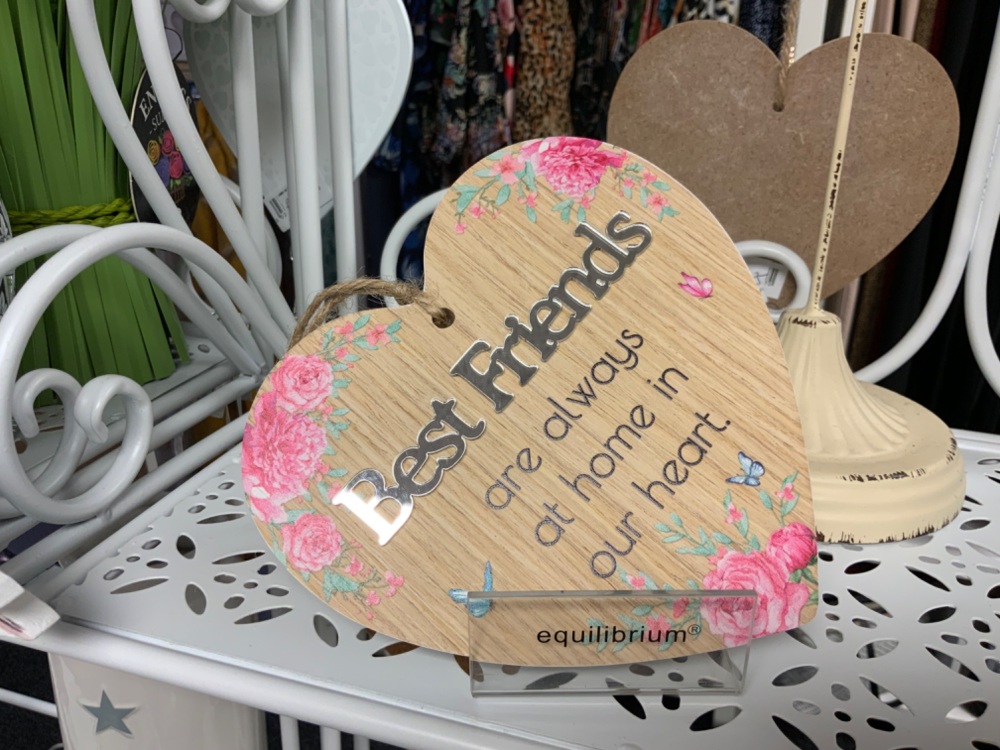 Best Friends
are always
at home in
our heart.
equilibrium®